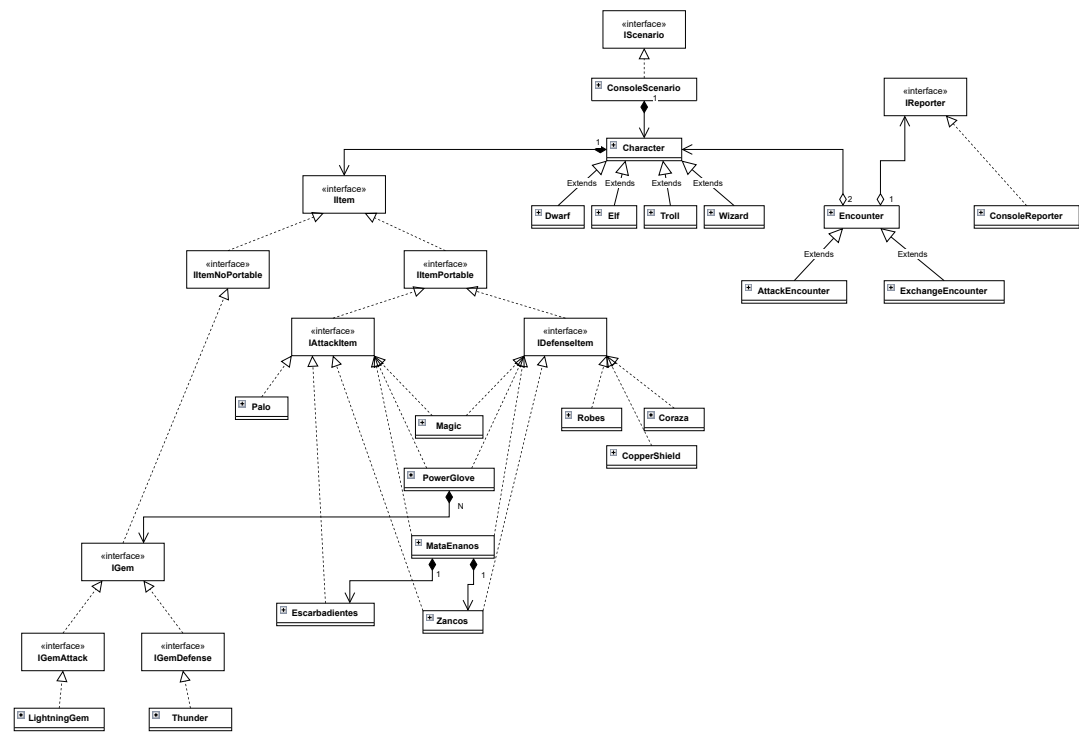 «interface»
IScenario
ConsoleScenario
1
«interface»
IReporter
1
Character
«interface»
IItem
Extends
Extends
Extends
Extends
Dwarf
Elf
Troll
Wizard
2
1
Encounter
ConsoleReporter
«interface»
IItemNoPortable
«interface»
IItemPortable
Extends
Extends
AttackEncounter
ExchangeEncounter
«interface»
IAttackItem
«interface»
IDefenseItem
Palo
Magic
Robes
Coraza
CopperShield
PowerGlove
N
«interface»
IGem
MataEnanos
1
1
Escarbadientes
Zancos
«interface»
IGemAttack
«interface»
IGemDefense
LightningGem
Thunder